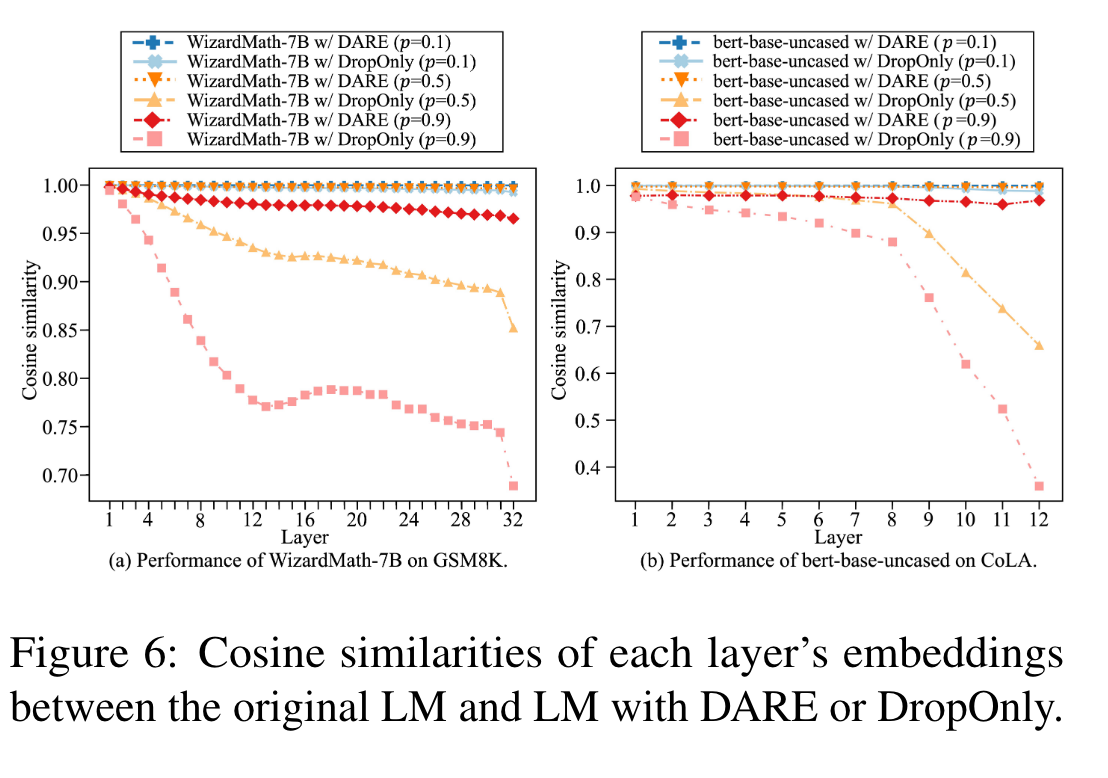 WizardMath-7B w/ DARE (p=0.1)
WizardMath-7B w/ DropOnly (p=0.1)
WizardMath-7B w/ DARE (p=0.5)
WizardMath-7B w/ DropOnly (p=0.5)
WizardMath-7B w/ DARE (p=0.9)
WizardMath-7B w/ DropOnly (p=0.9)
1.00
0.95
0.90
0.85
0.80
0.75
0.70
Cosine similarity
1 4 8 12 16 20 24 28 32
Layer
(a) Performance of WizardMath-7B on GSM8K.
bert-base-uncased w/ DARE (p=0.1)
bert-base-uncased w/ DropOnly (p=0.1)
bert-base-uncased w/ DARE (p=0.5)
bert-base-uncased w/ DropOnly (p=0.5)
bert-base-uncased w/ DARE (p=0.9)
bert-base-uncased w/ DropOnly (p=0.9)
1.0
0.9
0.8
0.7
0.6
0.5
0.4
Cosine similarity
1 2 3 4 5 6 7 8 9 10 11 12
Layer
(b) Performance of bert-base-uncased on CoLA.
Figure 6: Cosine similarities of each layer's embeddings
between the original LM and LM with DARE or DropOnly.